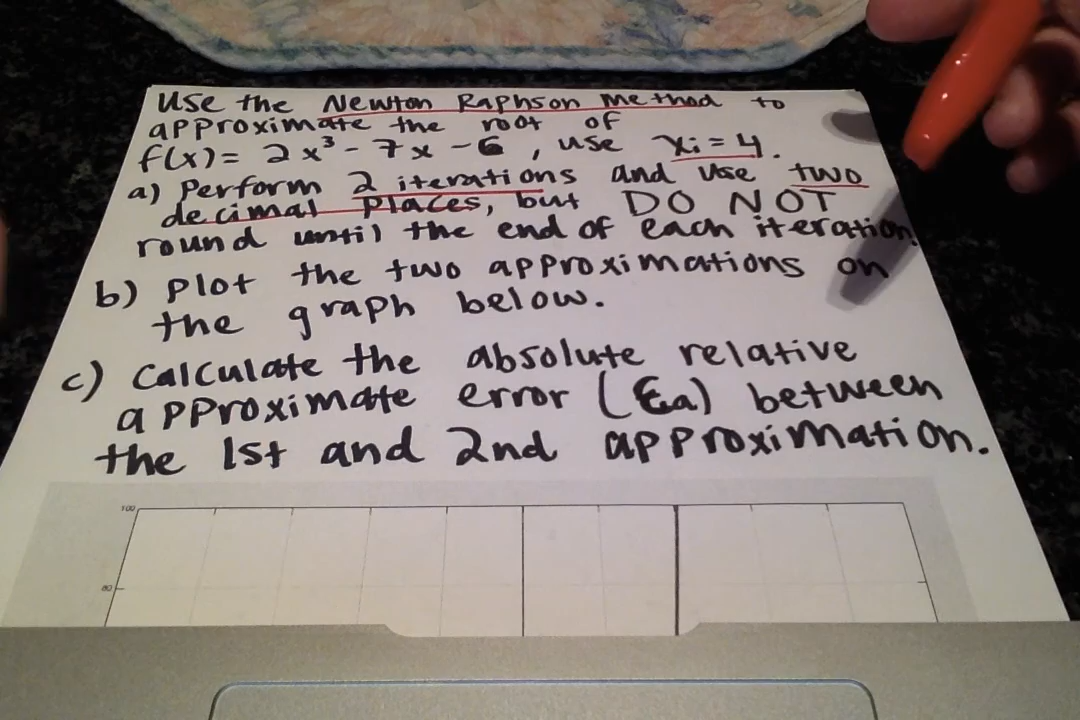 Use the Newton Raphson Method to
approximate the root of
f(x) = 2x³ - 7x - 6, use xi = 4.
a) Perform 2 iterations and use two
decimal places, but DO NOT
round until the end of each iteration.
b) plot the two approximations on
the graph below.
c) Calculate the absolute relative
approximate error (Ɛa) between
the 1st and 2nd approximation.
100
80